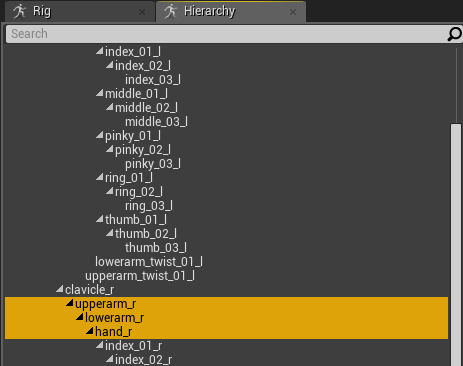 Rig
Hierarchy
Search
index_01_l
index_02_l
index_03_l
middle_01_l
middle_02_l
middle_03_l
pinky_01_l
pinky_02_l
pinky_03_l
ring_01_l
ring_02_l
ring_03_l
thumb_01_l
thumb_02_l
thumb_03_l
lowerarm_twist_01_l
upperarm_twist_01_l
clavicle_r
upperarm_r
lowerarm_r
hand_r
index_01_r
index_02_r